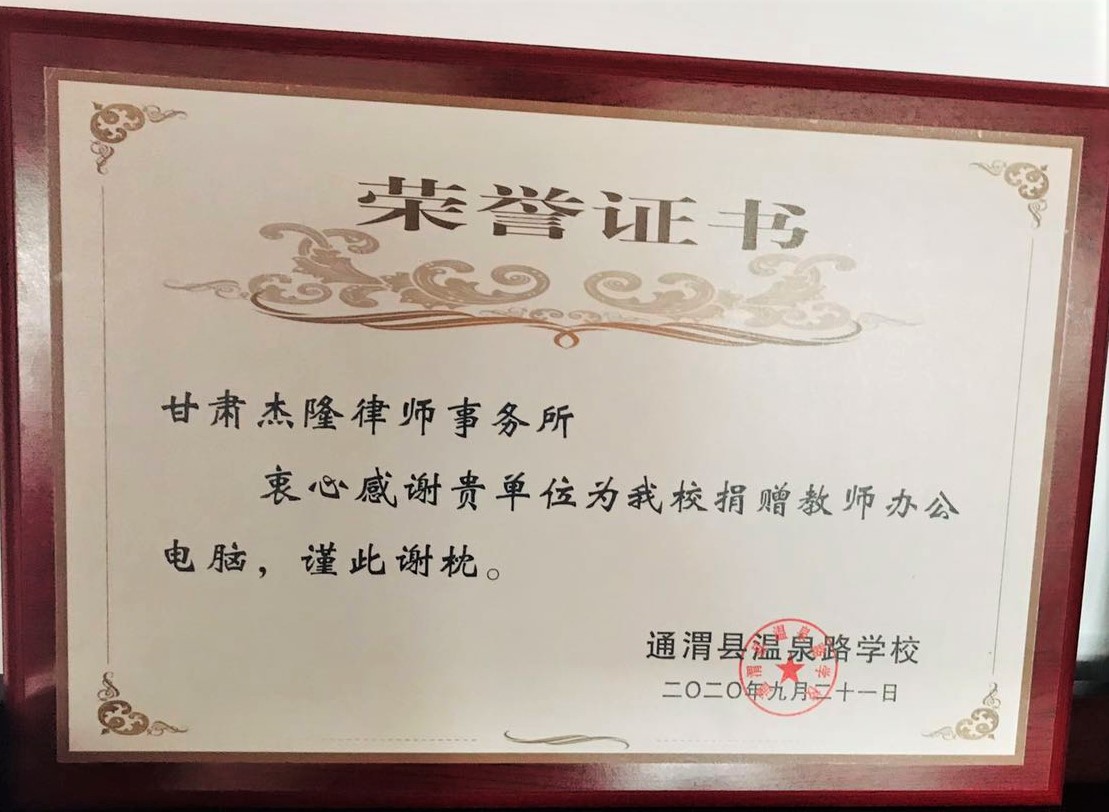 荣誉证书
甘肃杰隆律师事务所
衷心感谢贵单位为我校捐赠教师办公
电脑，谨此谢枕。
通渭县温泉路学校
二〇二〇年九月二十一日